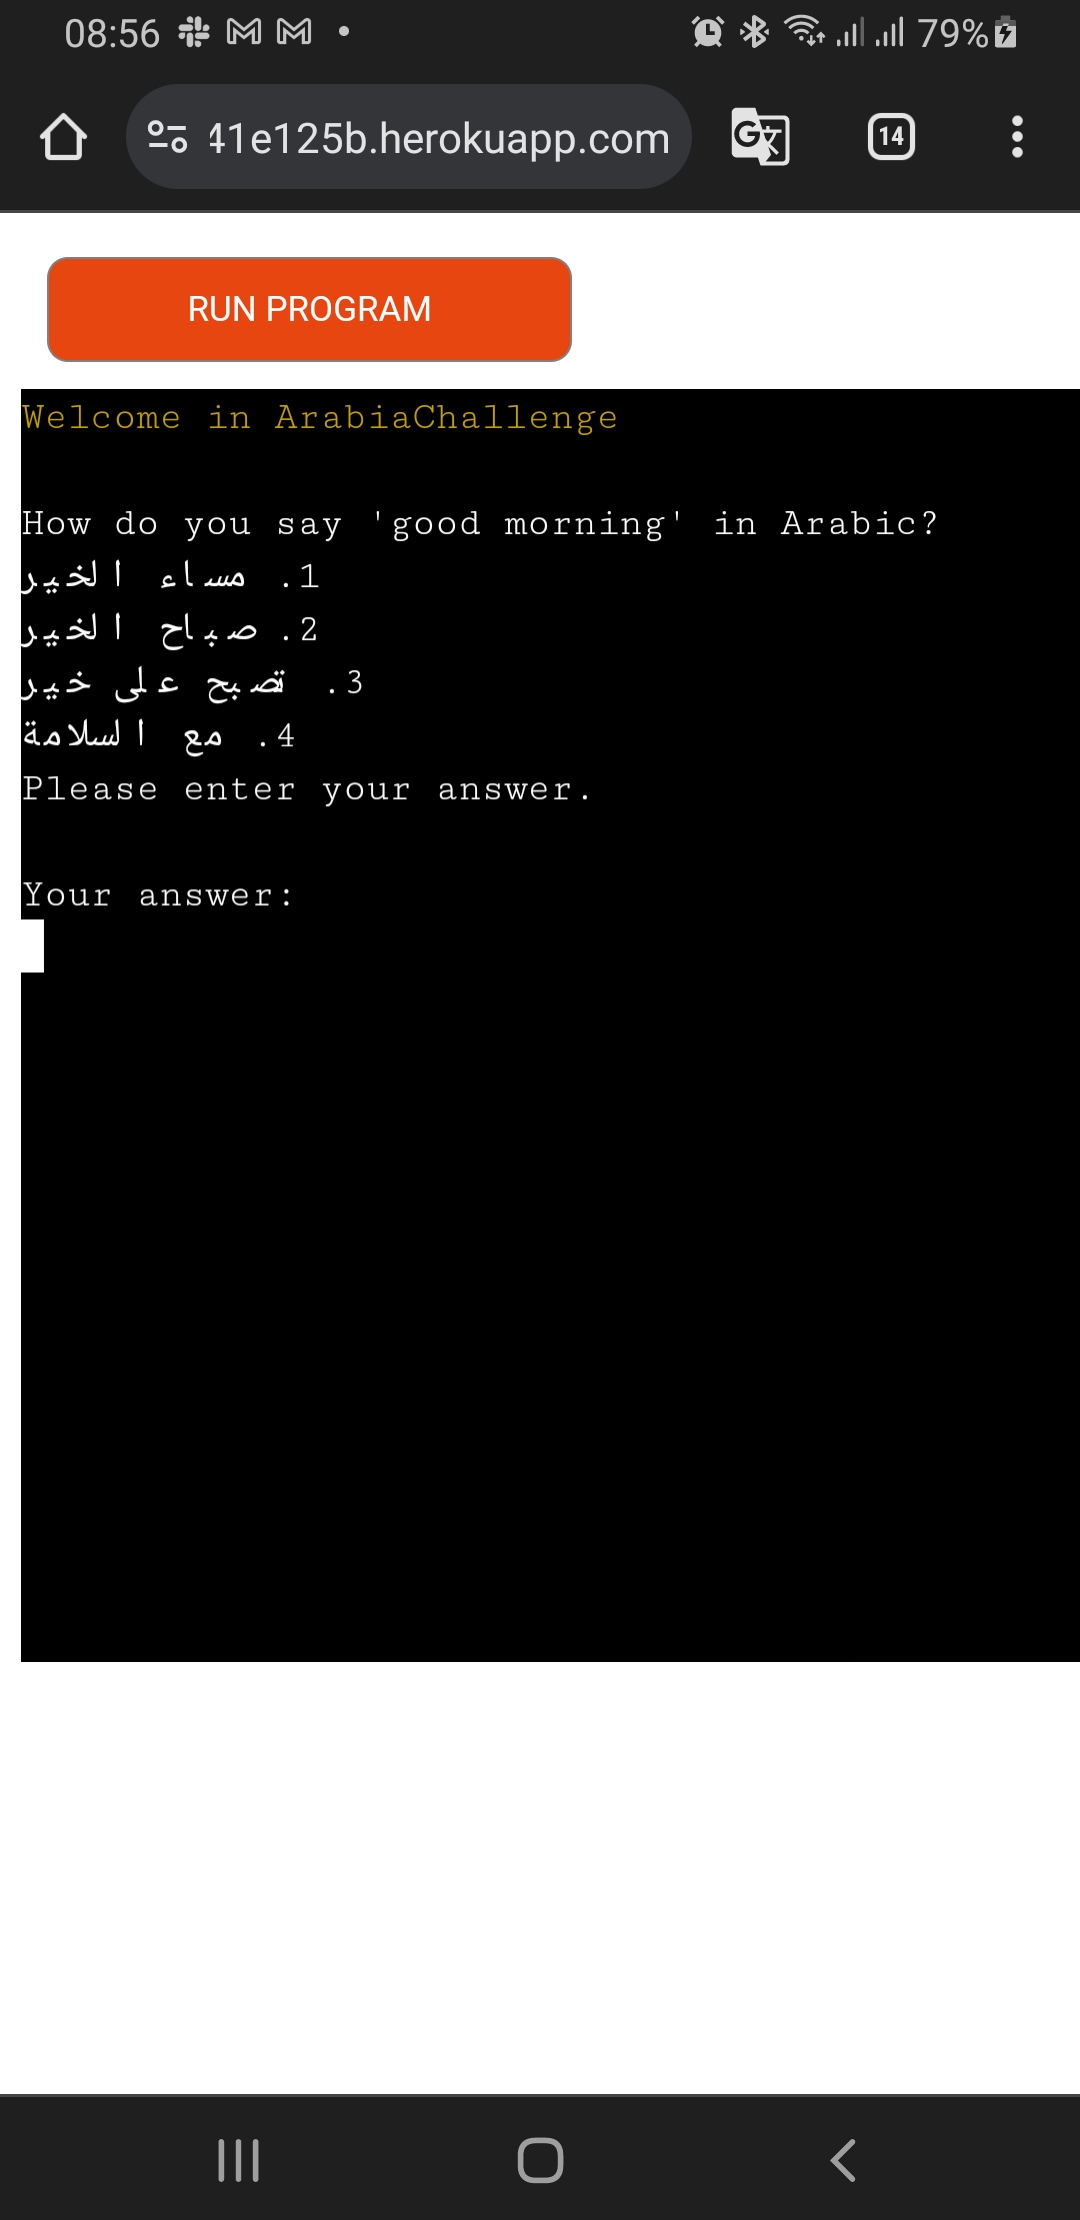 08:56
79%
41e125b.herokuapp.com
14
RUN PROGRAM
Welcome in ArabiaChallenge
How do you say 'good morning' in Arabic?
1. مساء الخير
2. صباح الخير
3. تصبح على خير
4. مع السلامة
Please enter your answer.
Your answer: